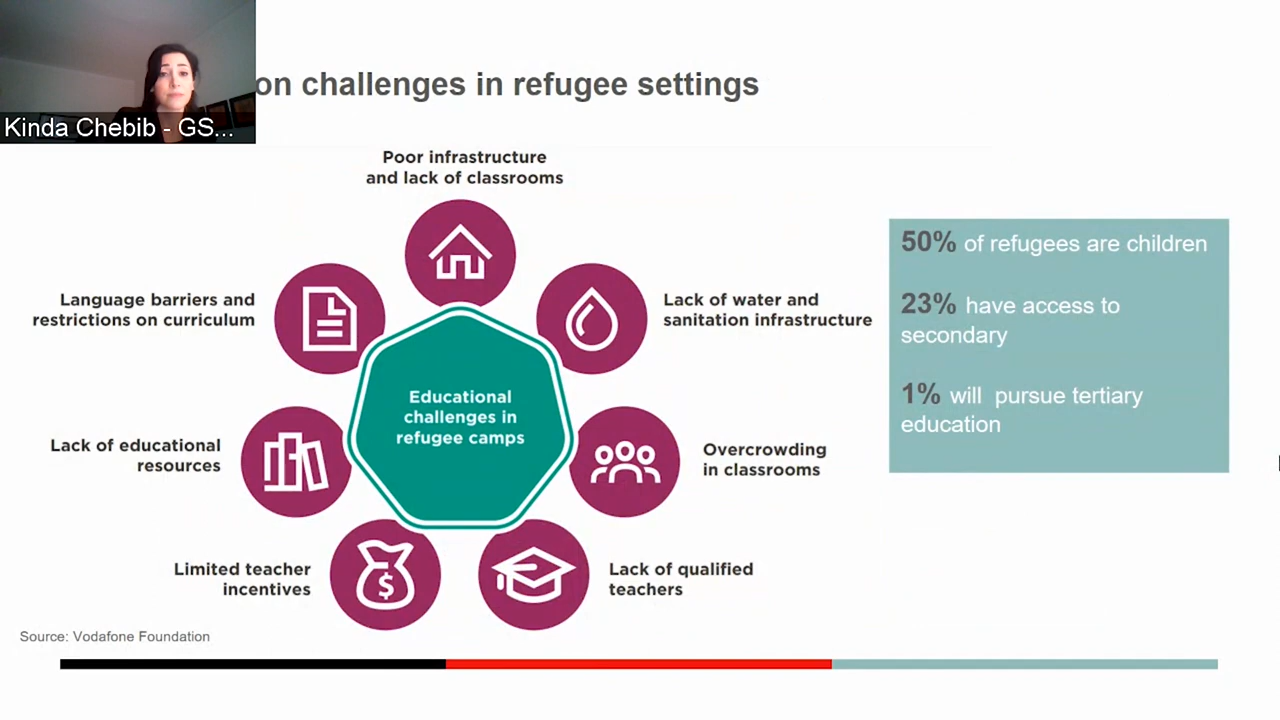 on challenges in refugee settings
Kinda Chebib - GS...
Poor infrastructure
and lack of classrooms
Language barriers and
restrictions on curriculum
Lack of water and
sanitation infrastructure
Educational
challenges in
refugee camps
Lack of educational
resources
Overcrowding
in classrooms
Limited teacher
incentives
$
Lack of qualified
teachers
50% of refugees are children
23% have access to
secondary
1% will pursue tertiary
education
Source: Vodafone Foundation